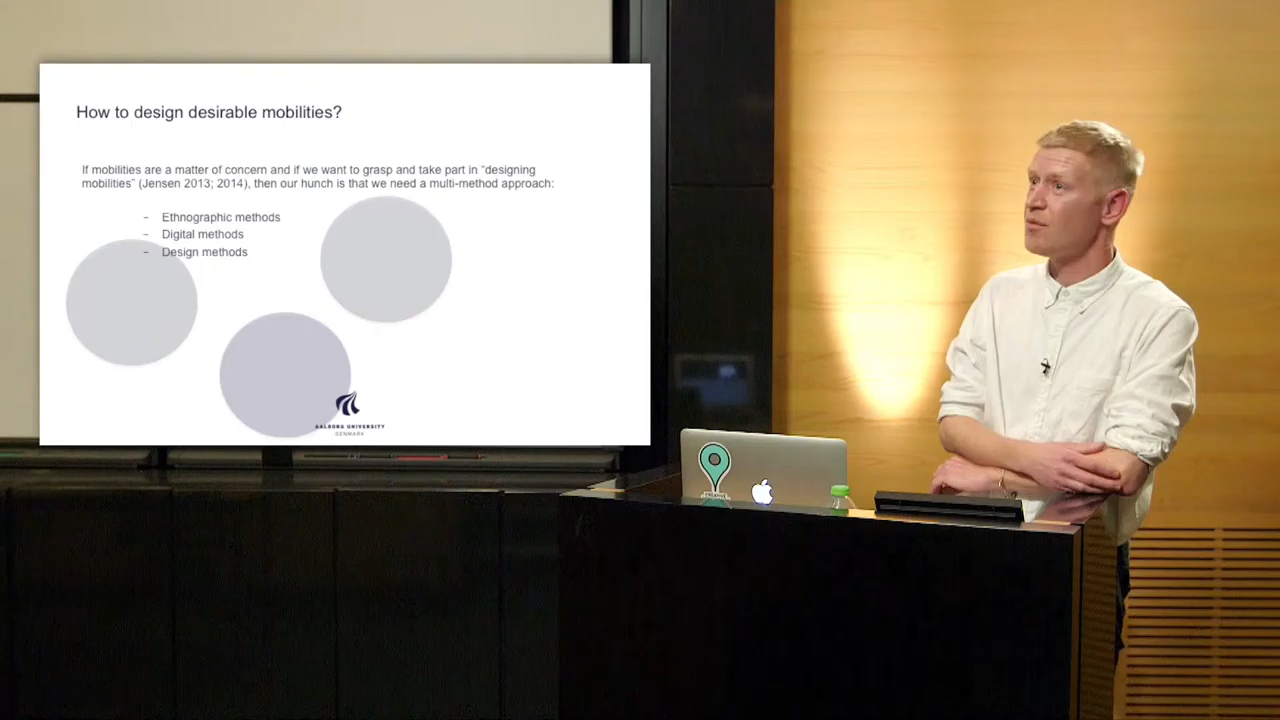 How to design desirable mobilities?
If mobilities are a matter of concern and if we want to grasp and take part in "designing
mobilities" (Jensen 2013; 2014), then our hunch is that we need a multi-method approach:
- Ethnographic methods
- Digital methods
- Design methods
AALBORG UNIVERSITY
DENMARK
CREATIVE